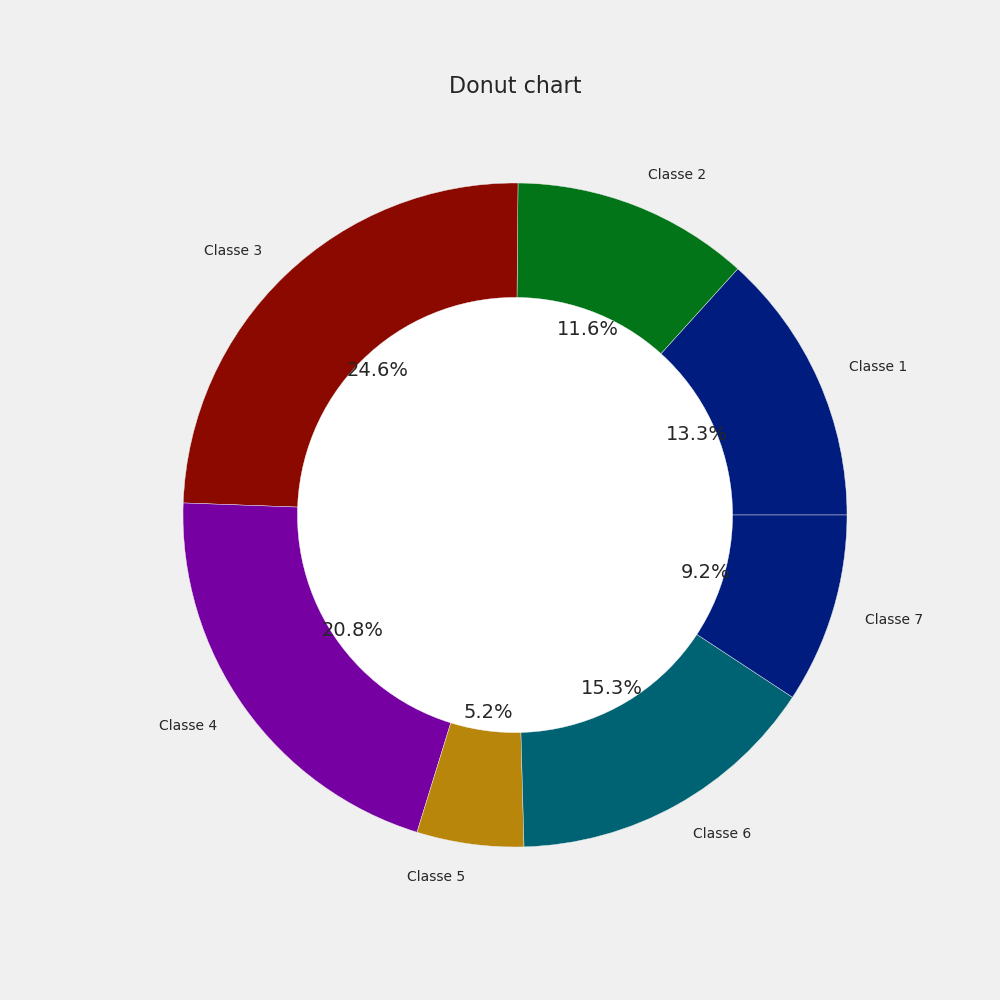 Donut chart
Classe 2
Classe 3
11.6%
Classe 1
24.6%
13.3%
9.2%
Classe 7
20.8%
15.3%
5.2%
Classe 4
Classe 6
Classe 5